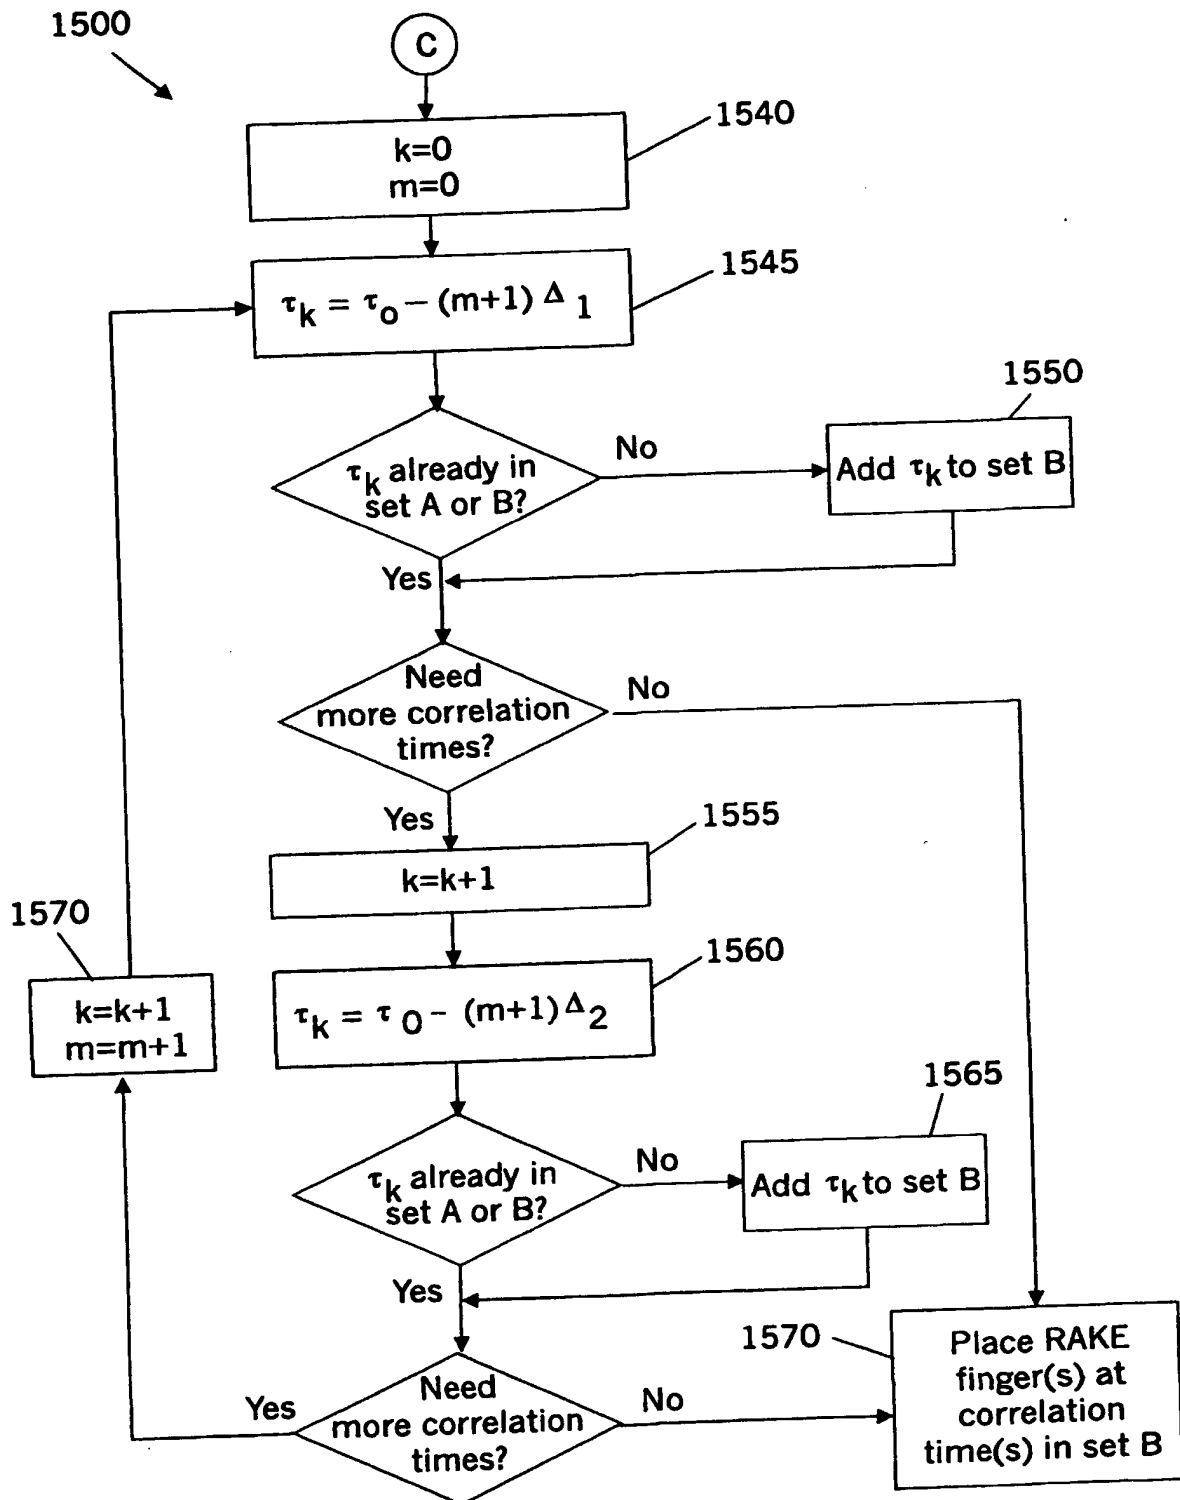 1500
C
1540
k=0
m=0
1545
τk = τo – (m+1) Δ1
1550
τk already in
set A or B?
No
Add τk to set B
Yes
Need
more correlation
times?
No
Yes
1555
k=k+1
1570
k=k+1
m=m+1
1560
τk = τ0 – (m+1) Δ2
1565
τk already in
set A or B?
No
Add τk to set B
Yes
1570
Place RAKE
finger(s) at
correlation
time(s) in set B
Need
more correlation
times?
Yes
No